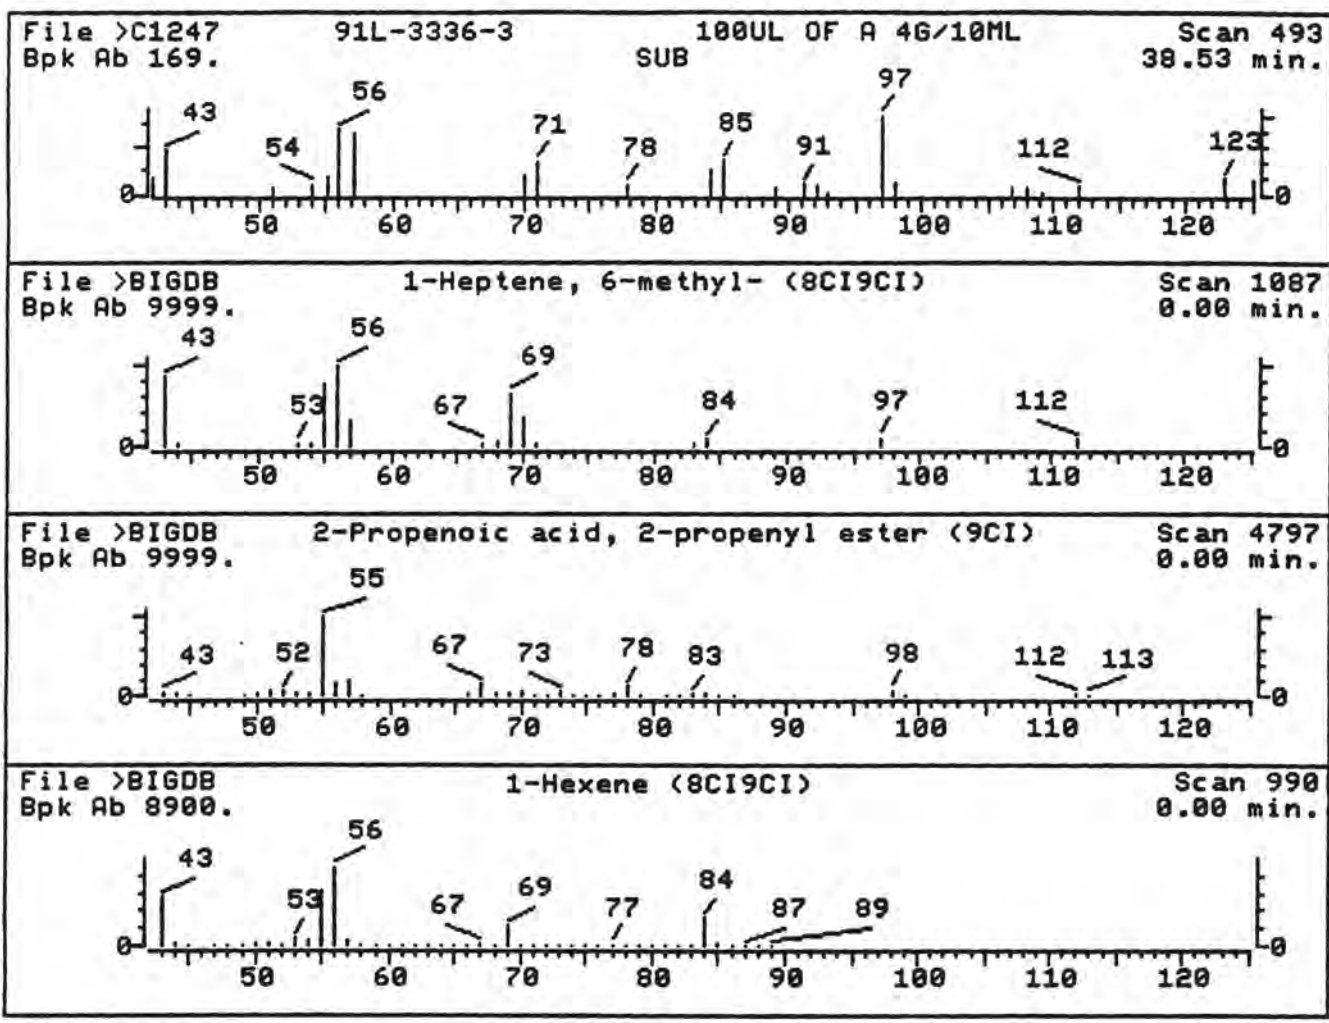 File >C1247 91L-3336-3 100UL OF A 4G/10ML Scan 493
Bpk Ab 169. SUB 38.53 min.
43 54 56 71 78 85 91 97 112 123
0 0
50 60 70 80 90 100 110 120
File >BIGDB 1-Heptene, 6-methyl- (8CI9CI) Scan 1087
Bpk Ab 9999. 0.00 min.
43 53 56 67 69 84 97 112
0 0
50 60 70 80 90 100 110 120
File >BIGDB 2-Propenoic acid, 2-propenyl ester (9CI) Scan 4797
Bpk Ab 9999. 0.00 min.
43 52 55 67 73 78 83 98 112 113
0 0
50 60 70 80 90 100 110 120
File >BIGDB 1-Hexene (8CI9CI) Scan 990
Bpk Ab 8900. 0.00 min.
43 53 56 67 69 77 84 87 89
0 0
50 60 70 80 90 100 110 120